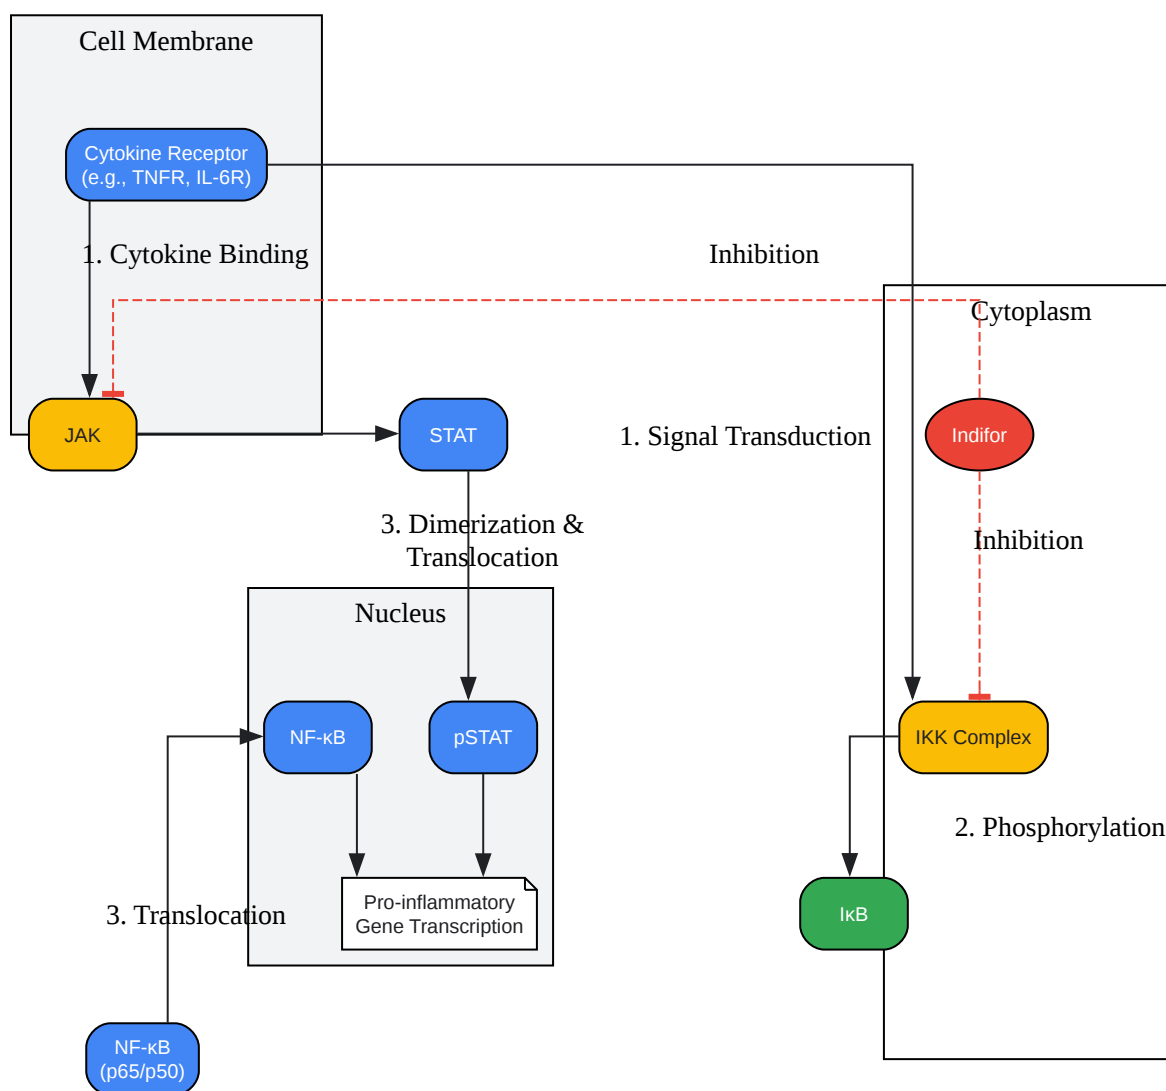 Cell Membrane
Cytokine Receptor
(e.g., TNFR, IL-6R)
1. Cytokine Binding
Inhibition
Cytoplasm
JAK
STAT
1. Signal Transduction
Indifor
3. Dimerization &
Translocation
Inhibition
Nucleus
NF-κB
pSTAT
IKK Complex
2. Phosphorylation
3. Translocation
Pro-inflammatory
Gene Transcription
IκB
NF-κB
(p65/p50)